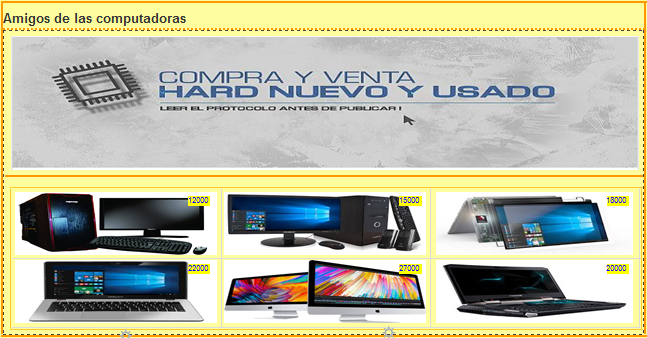 Amigos de las computadoras
COMPRA Y VENTA
HARD NUEVO Y USADO
LEER EL PROTOCOLO ANTES DE PUBLICAR !
12000
15000
18000
22000
27000
20000